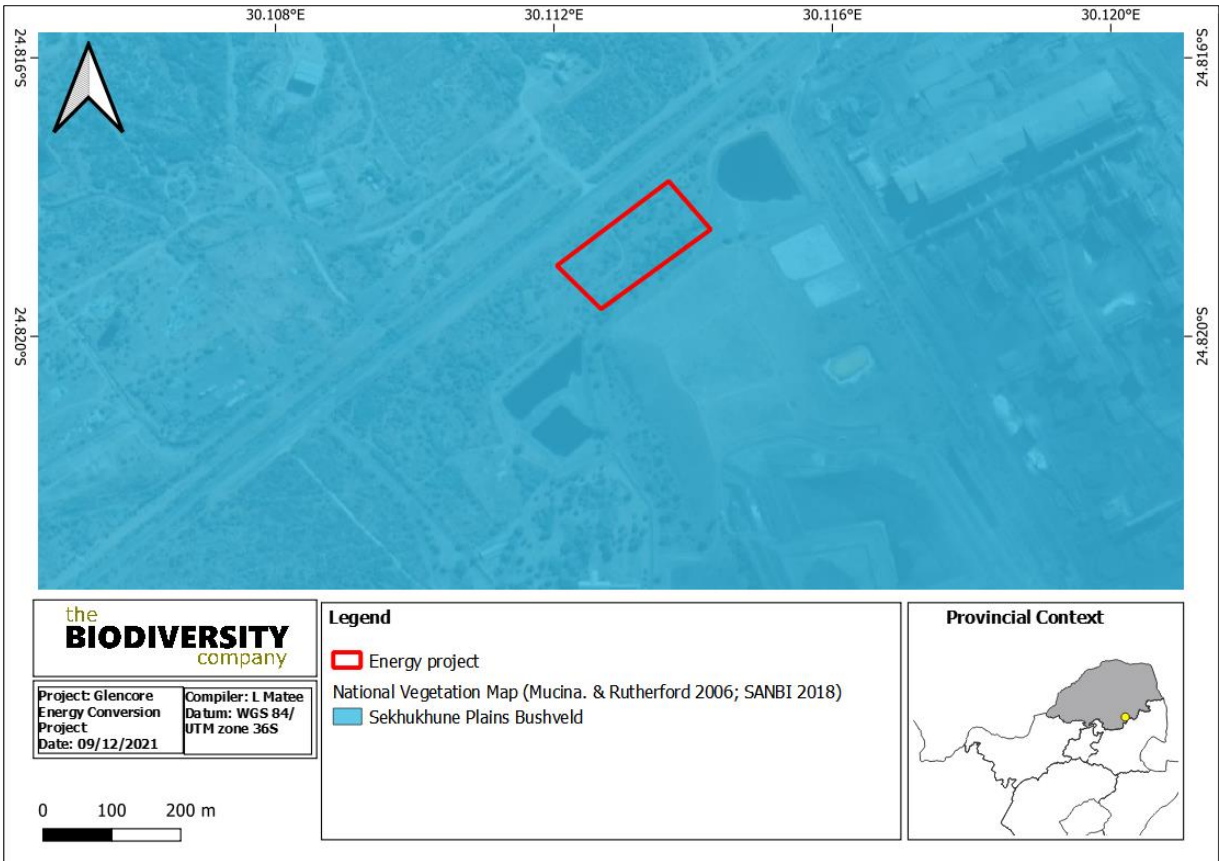 30.108°E 30.112°E 30.116°E 30.120°E
24.816°S 24.816°S
24.820°S 24.820°S
the
BIODIVERSITY
company
Project: Glencore
Energy Conversion
Project
Date: 09/12/2021
Compiler: L Matee
Datum: WGS 84/
UTM zone 36S
0 100 200 m
Legend
Energy project
National Vegetation Map (Mucina. & Rutherford 2006; SANBI 2018)
Sekhukhune Plains Bushveld
Provincial Context